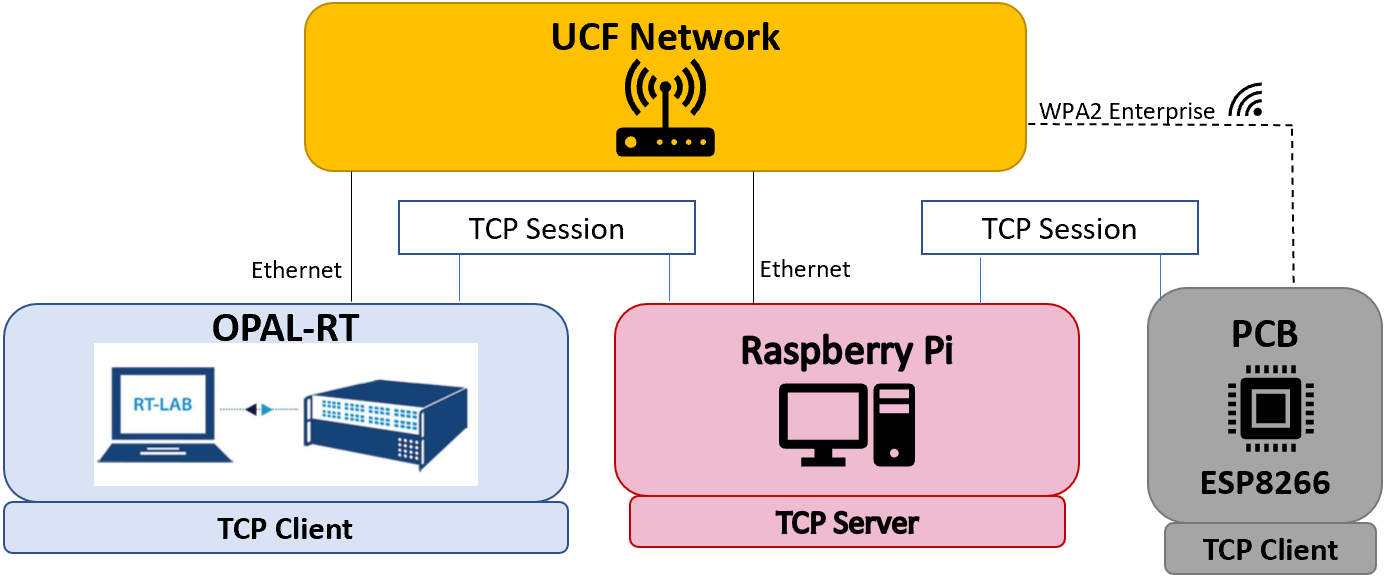 UCF Network
WPA2 Enterprise
TCP Session
TCP Session
Ethernet
Ethernet
OPAL-RT
RT-LAB
Raspberry Pi
PCB
ESP8266
TCP Client
TCP Server
TCP Client